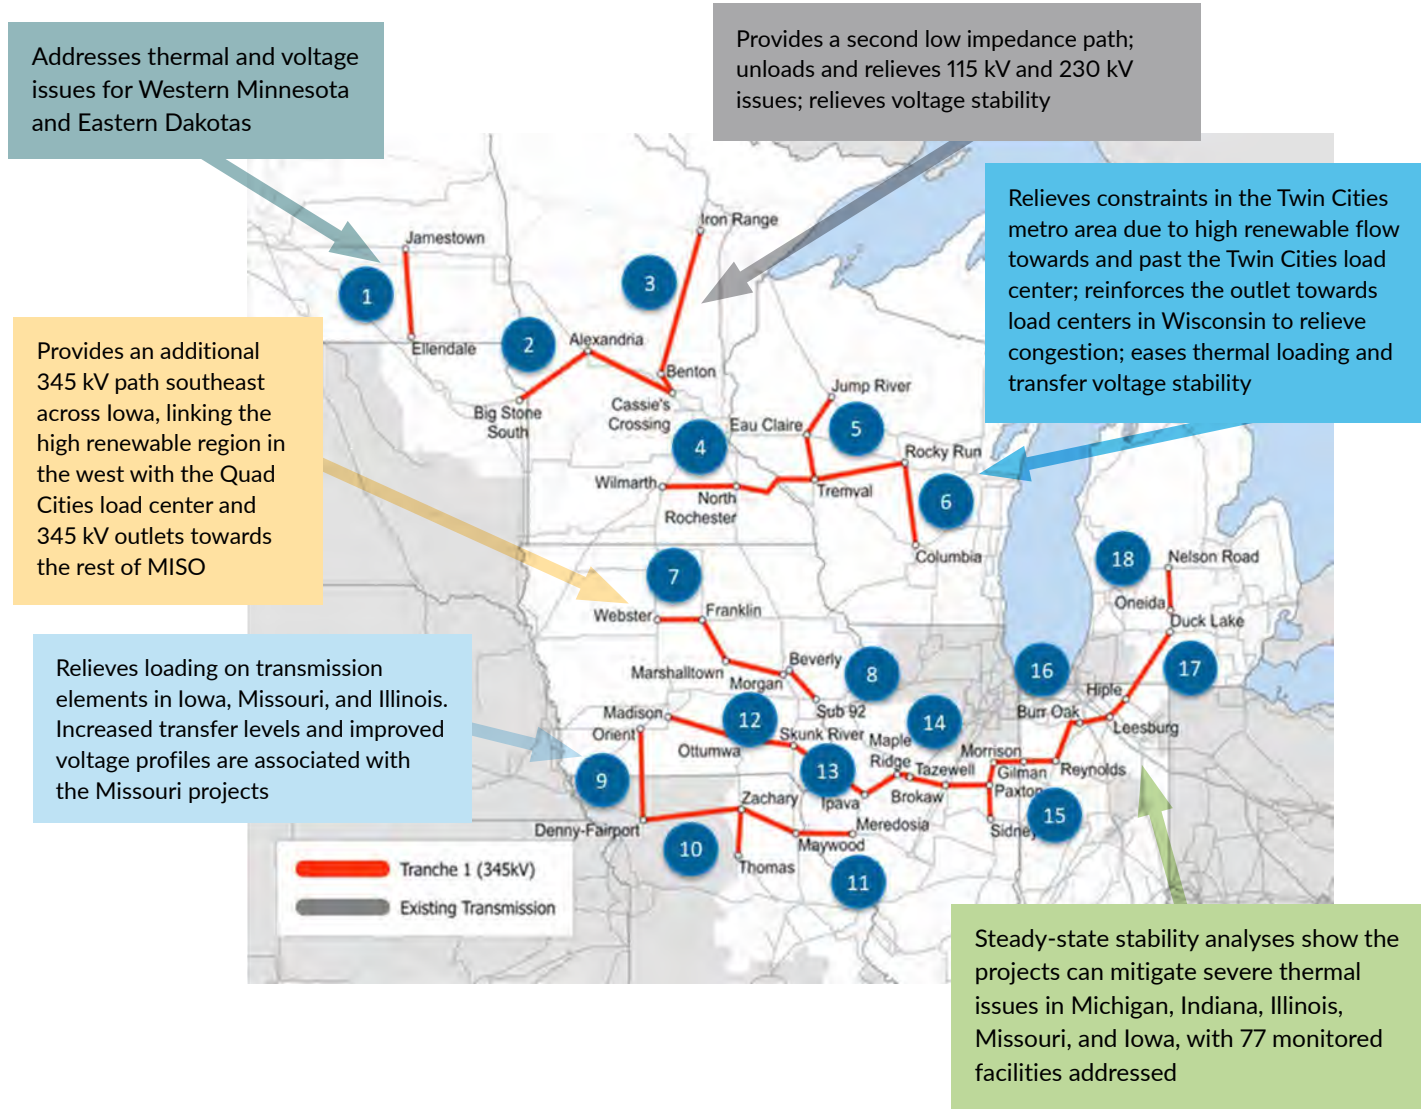 Addresses thermal and voltage
issues for Western Minnesota
and Eastern Dakotas
Provides a second low impedance path;
unloads and relieves 115 kV and 230 kV
issues; relieves voltage stability
Relieves constraints in the Twin Cities
metro area due to high renewable flow
towards and past the Twin Cities load
center; reinforces the outlet towards
load centers in Wisconsin to relieve
congestion; eases thermal loading and
transfer voltage stability
Provides an additional
345 kV path southeast
across Iowa, linking the
high renewable region in
the west with the Quad
Cities load center and
345 kV outlets towards
the rest of MISO
Relieves loading on transmission
elements in Iowa, Missouri, and Illinois.
Increased transfer levels and improved
voltage profiles are associated with
the Missouri projects
Steady-state stability analyses show the
projects can mitigate severe thermal
issues in Michigan, Indiana, Illinois,
Missouri, and Iowa, with 77 monitored
facilities addressed
Iron Range
Jamestown
1
3
Ellendale
2
Alexandria
Benton
Big Stone
South
Cassie's
Crossing
Jump River
Eau Claire
5
4
Rocky Run
Wilmarth
North
Rochester
Tremval
6
Columbia
18
Nelson Road
7
Oneida
Webster
Franklin
Duck Lake
Marshalltown
Beverly
Morgan
8
16
17
Hiple
Madison
12
Sub 92
14
Burr Oak
Leesburg
Orient
Ottumwa
Skunk River
Maple
Ridge
Morrison
9
13
Tazewell
Gilman
Reynolds
Zachary
Ipava
Brokaw
Paxton
15
Denny-Fairport
Meredosia
Sidney
10
Maywood
Thomas
11
Tranche 1 (345kV)
Existing Transmission